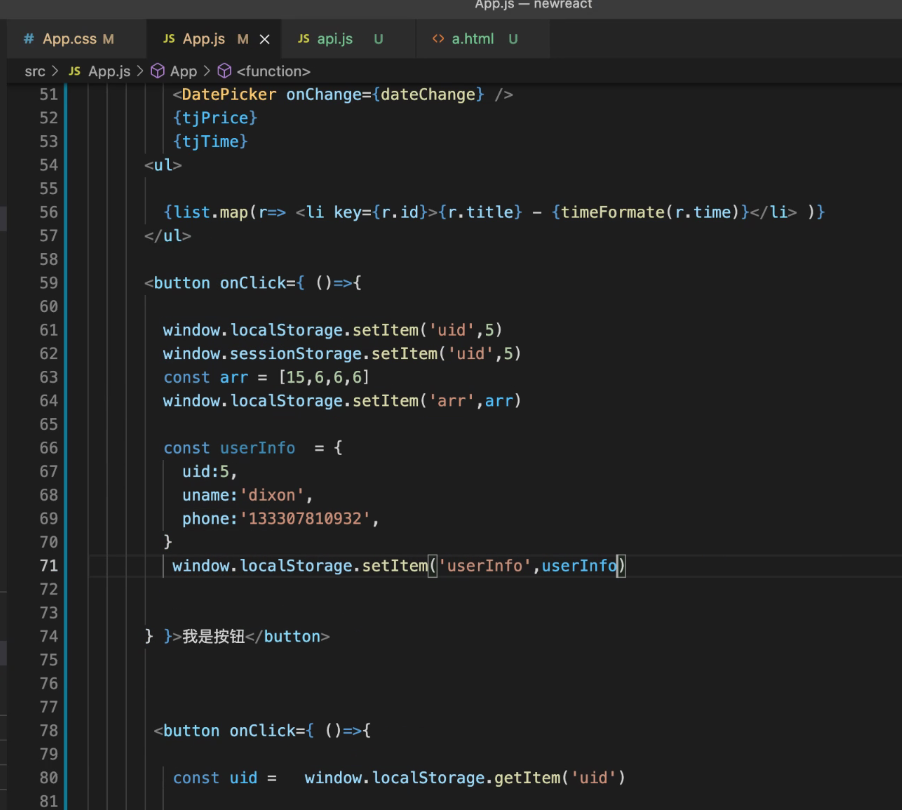 App.js — newreact
# App.css M
JS App.js M
JS api.js U
<> a.html U
src > JS App.js > App > <function>
51 <DatePicker onChange={dateChange} />
52 {tjPrice}
53 {tjTime}
54 <ul>
55
56 {list.map(r=> <li key={r.id}>{r.title} - {timeFormate(r.time)}</li> )}
57 </ul>
58
59 <button onClick={ ()=>{
60
61 window.localStorage.setItem('uid',5)
62 window.sessionStorage.setItem('uid',5)
63 const arr = [15,6,6,6]
64 window.localStorage.setItem('arr',arr)
65
66 const userInfo = {
67 uid:5,
68 uname:'dixon',
69 phone:'133307810932',
70 }
71 window.localStorage.setItem('userInfo',userInfo)
72
73
74 } }>我是按钮</button>
75
76
77
78 <button onClick={ ()=>{
79
80 const uid = window.localStorage.getItem('uid')
81